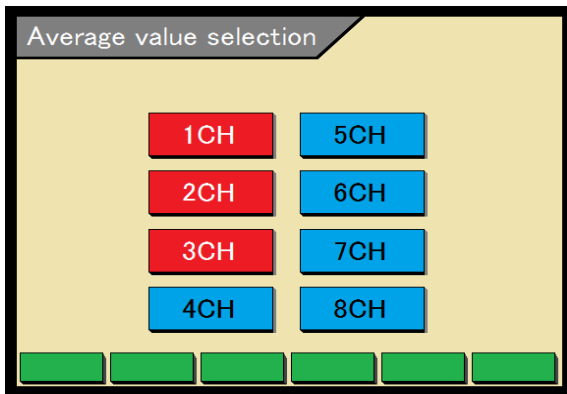 Average value selection
1CH 5CH
2CH 6CH
3CH 7CH
4CH 8CH